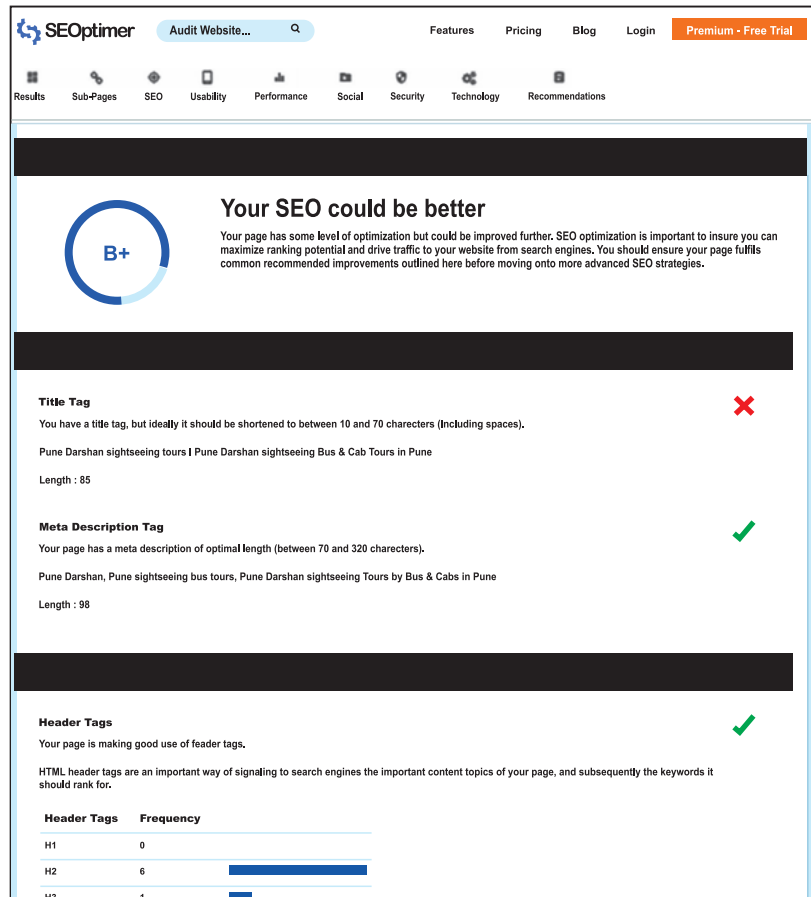 SEOptimer Audit Website... Features Pricing Blog Login Premium - Free Trial
Results Sub-Pages SEO Usability Performance Social Security Technology Recommendations
B+
Your SEO could be better
Your page has some level of optimization but could be improved further. SEO optimization is important to insure you can
maximize ranking potential and drive traffic to your website from search engines. You should ensure your page fulfils
common recommended improvements outlined here before moving onto more advanced SEO strategies.
Title Tag
You have a title tag, but ideally it should be shortened to between 10 and 70 charecters (Including spaces).
Pune Darshan sightseeing tours I Pune Darshan sightseeing Bus & Cab Tours in Pune
Length : 85
Meta Description Tag
Your page has a meta description of optimal length (between 70 and 320 charecters).
Pune Darshan, Pune sightseeing bus tours, Pune Darshan sightseeing Tours by Bus & Cabs in Pune
Length : 98
Header Tags
Your page is making good use of feader tags.
HTML header tags are an important way of signaling to search engines the important content topics of your page, and subsequently the keywords it
should rank for.
Header Tags Frequency
H1 0
H2 6
H3 1